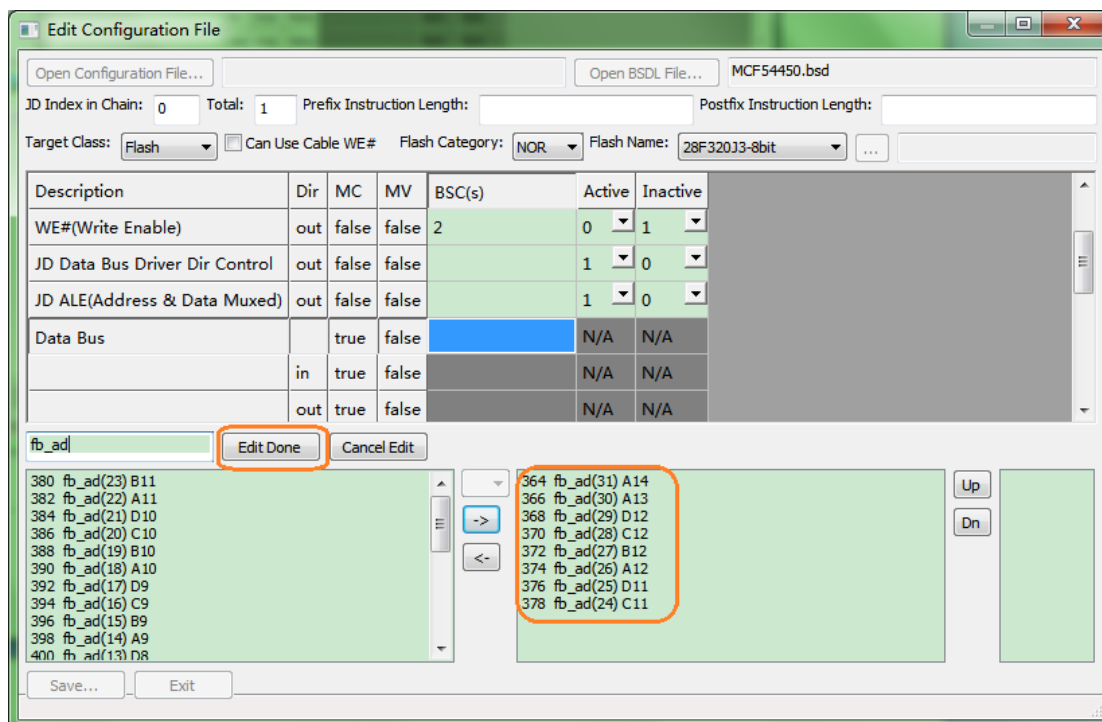 Edit Configuration File
Open Configuration File... Open BSDL File... MCF54450.bsd
JD Index in Chain: 0 Total: 1 Prefix Instruction Length: Postfix Instruction Length:
Target Class: Flash Can Use Cable WE# Flash Category: NOR Flash Name: 28F320J3-8bit ...
Description Dir MC MV BSC(s) Active Inactive
WE#(Write Enable) out false false 2 0 1
JD Data Bus Driver Dir Control out false false 1 0
JD ALE(Address & Data Muxed) out false false 1 0
Data Bus true false N/A N/A
in true false N/A N/A
out true false N/A N/A
fb_ad Edit Done Cancel Edit
380 fb_ad(23) B11
382 fb_ad(22) A11
384 fb_ad(21) D10
386 fb_ad(20) C10
388 fb_ad(19) B10
390 fb_ad(18) A10
392 fb_ad(17) D9
394 fb_ad(16) C9
396 fb_ad(15) B9
398 fb_ad(14) A9
400 fb_ad(13) D8
->
<-
364 fb_ad(31) A14
366 fb_ad(30) A13
368 fb_ad(29) D12
370 fb_ad(28) C12
372 fb_ad(27) B12
374 fb_ad(26) A12
376 fb_ad(25) D11
378 fb_ad(24) C11
Up
Dn
Save... Exit